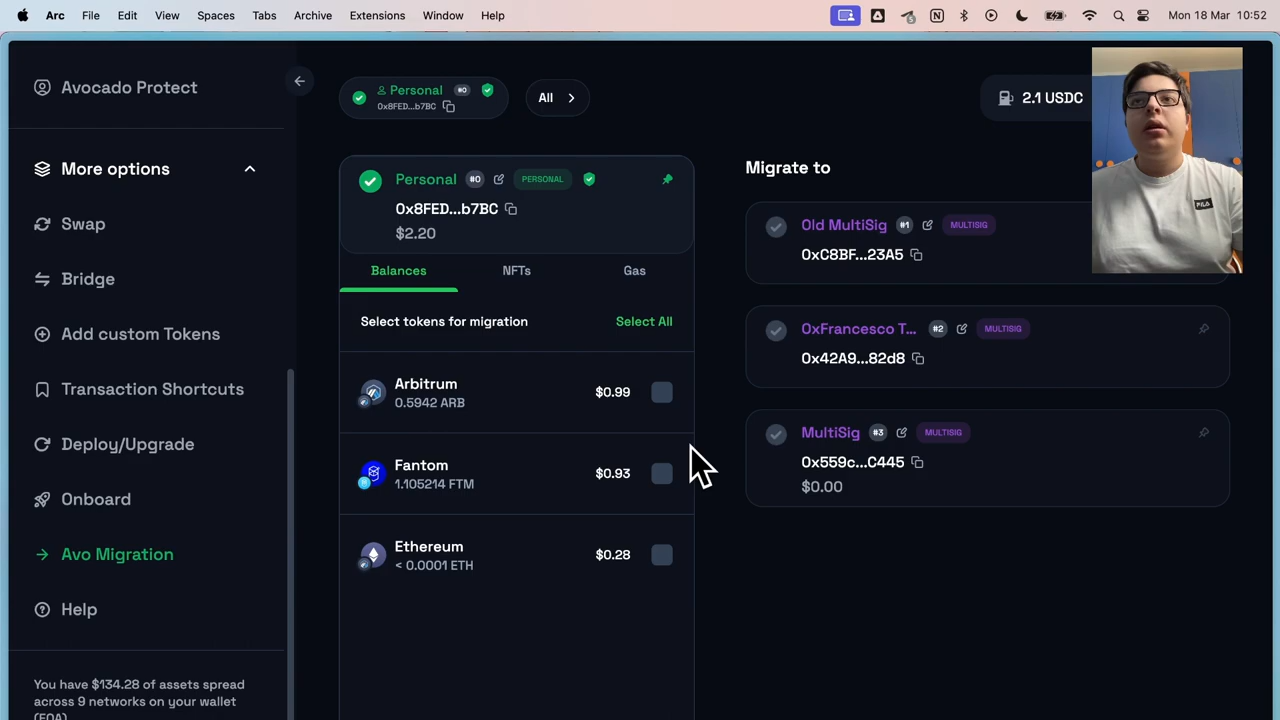 Arc File Edit View Spaces Tabs Archive Extensions Window Help Mon 18 Mar 10:52
Avocado Protect
More options
Swap
Bridge
Add custom Tokens
Transaction Shortcuts
Deploy/Upgrade
Onboard
Avo Migration
Help
You have $134.28 of assets spread
across 9 networks on your wallet
(EOA)
Personal #0
0x8FED...b7BC
All
2.1 USDC
Personal #0 PERSONAL
0x8FED...b7BC
$2.20
Balances NFTs Gas
Select tokens for migration Select All
Arbitrum
0.5942 ARB
$0.99
Fantom
1.105214 FTM
$0.93
Ethereum
< 0.0001 ETH
$0.28
Migrate to
Old MultiSig #1 MULTISIG
0xC8BF...23A5
0xFrancesco T... #2 MULTISIG
0x42A9...82d8
MultiSig #3 MULTISIG
0x559c...C445
$0.00
FILA